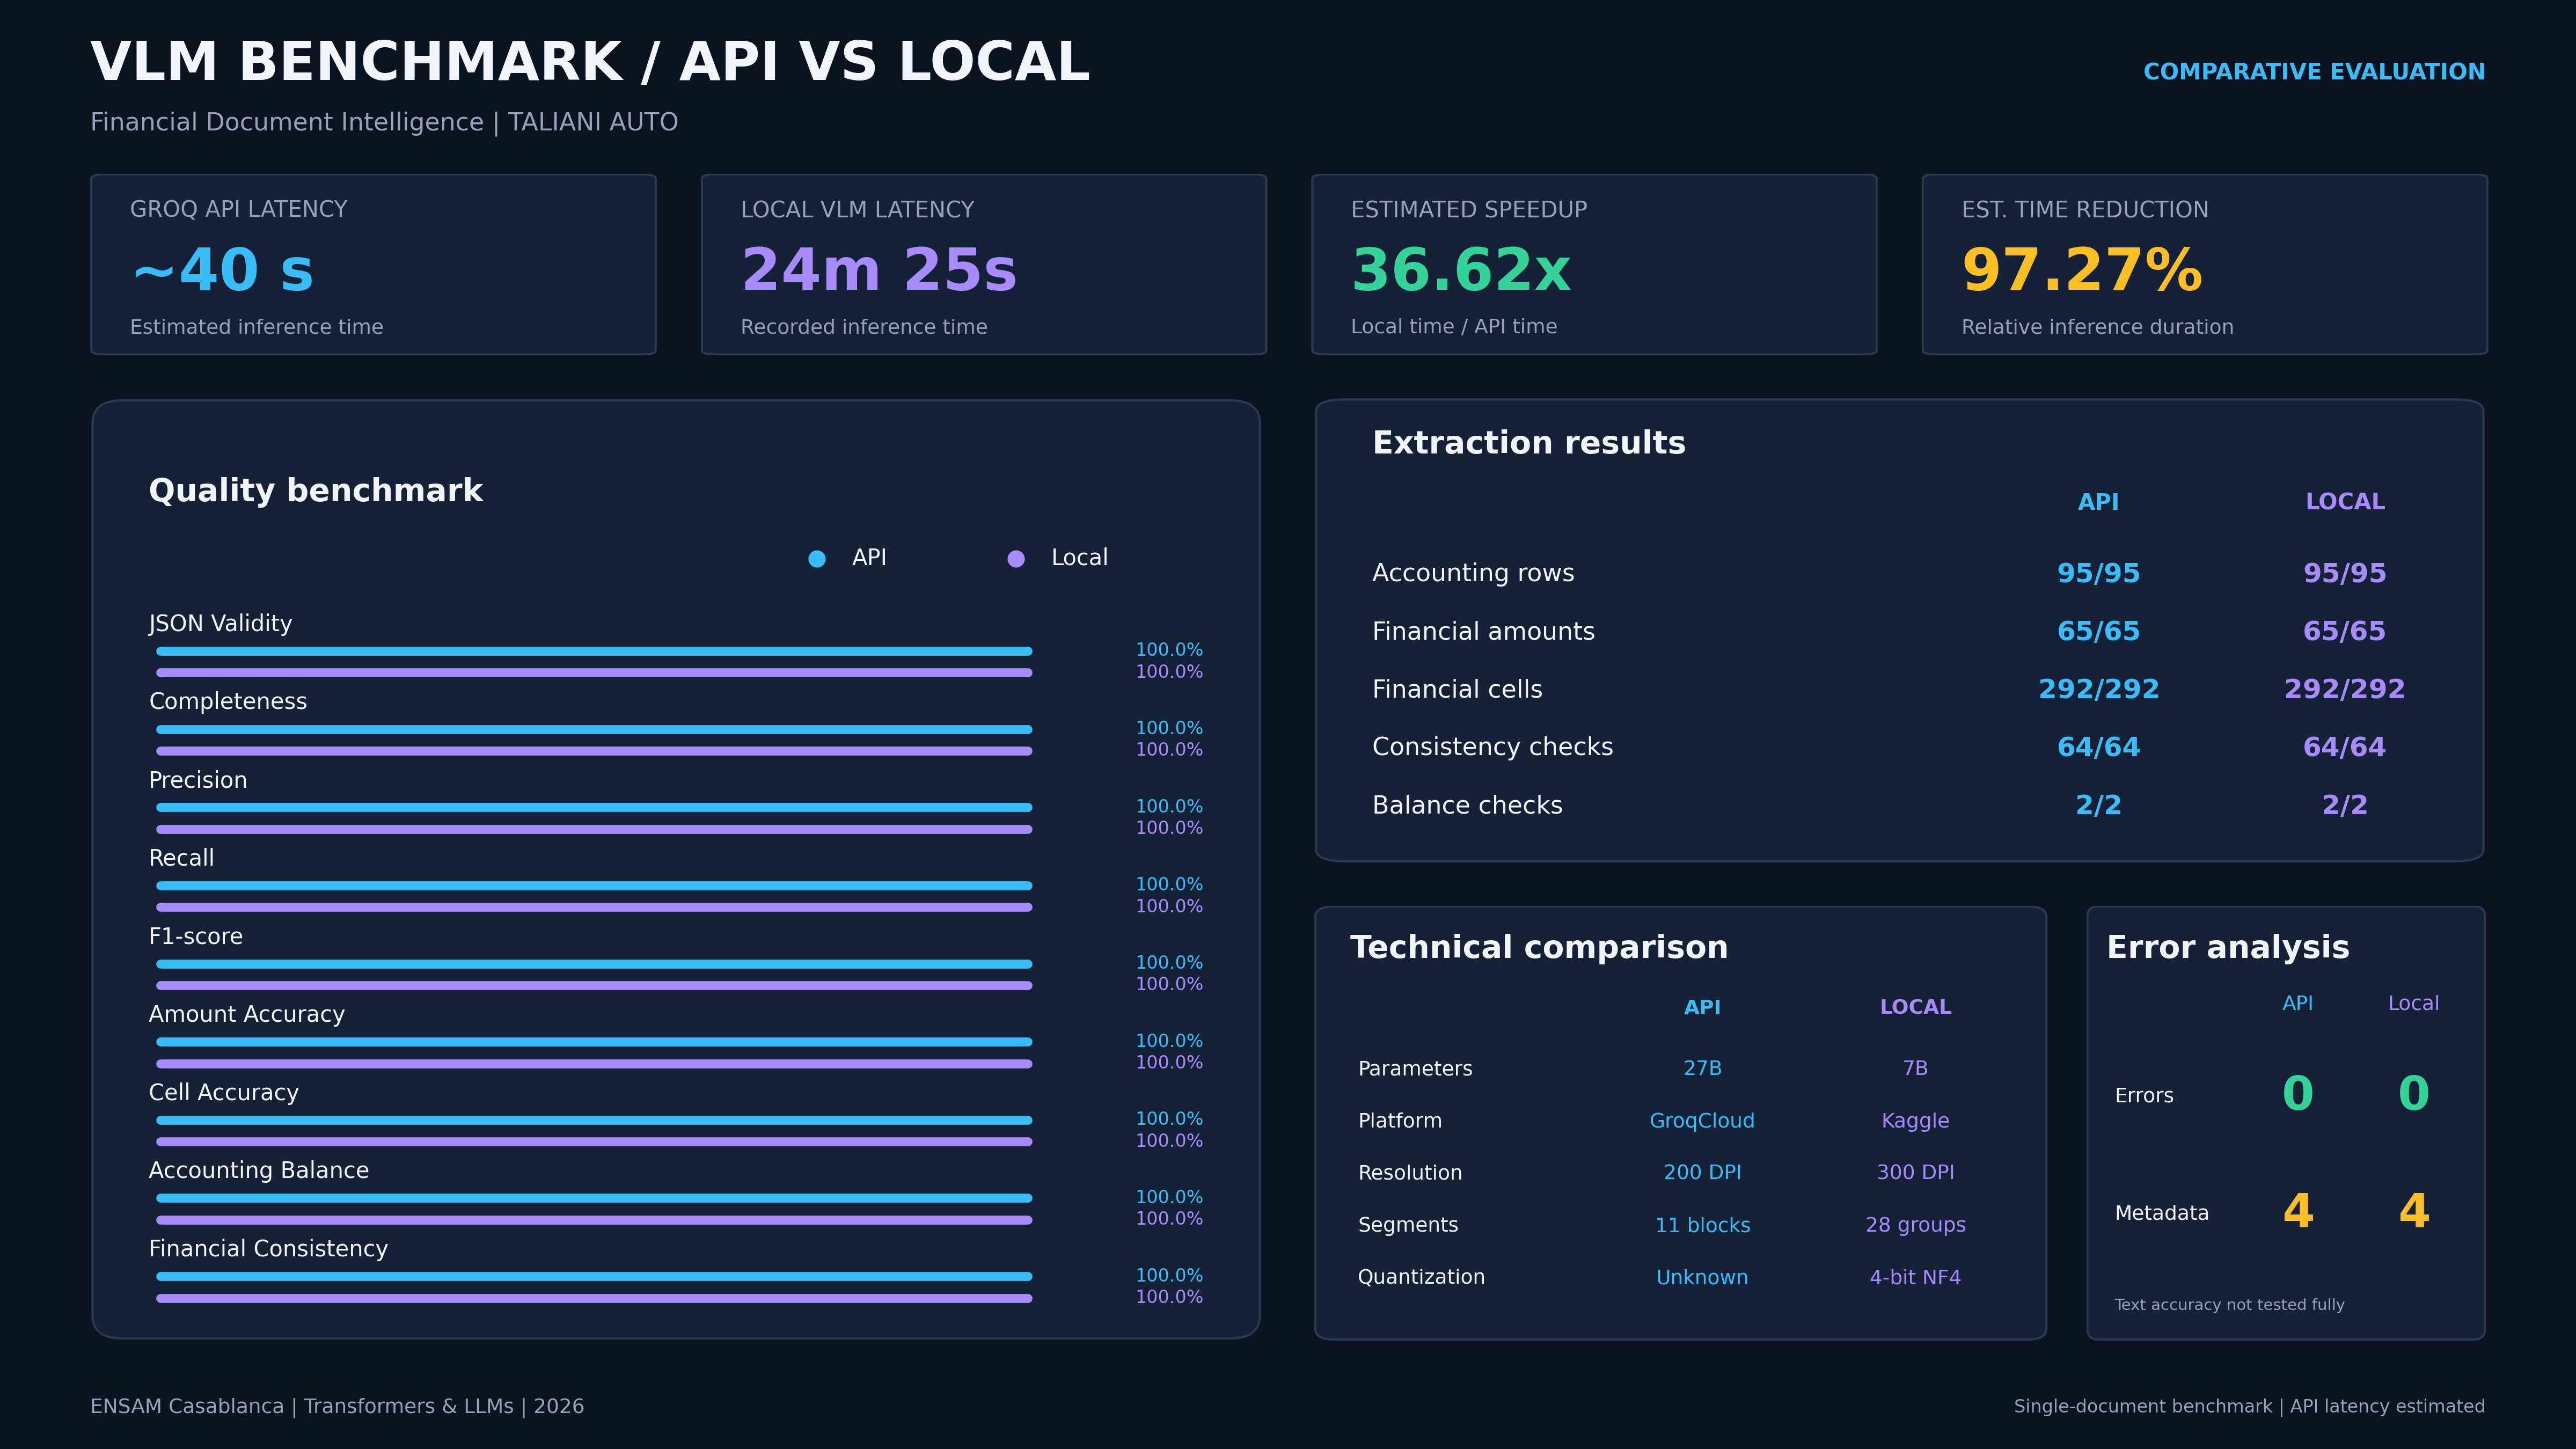 VLM BENCHMARK / API VS LOCAL
COMPARATIVE EVALUATION
Financial Document Intelligence | TALIANI AUTO
GROQ API LATENCY
~40 s
Estimated inference time
LOCAL VLM LATENCY
24m 25s
Recorded inference time
ESTIMATED SPEEDUP
36.62x
Local time / API time
EST. TIME REDUCTION
97.27%
Relative inference duration
Quality benchmark
API Local
JSON Validity
100.0%
100.0%
Completeness
100.0%
100.0%
Precision
100.0%
100.0%
Recall
100.0%
100.0%
F1-score
100.0%
100.0%
Amount Accuracy
100.0%
100.0%
Cell Accuracy
100.0%
100.0%
Accounting Balance
100.0%
100.0%
Financial Consistency
100.0%
100.0%
Extraction results
API LOCAL
Accounting rows 95/95 95/95
Financial amounts 65/65 65/65
Financial cells 292/292 292/292
Consistency checks 64/64 64/64
Balance checks 2/2 2/2
Technical comparison
API LOCAL
Parameters 27B 7B
Platform GroqCloud Kaggle
Resolution 200 DPI 300 DPI
Segments 11 blocks 28 groups
Quantization Unknown 4-bit NF4
Error analysis
API Local
Errors 0 0
Metadata 4 4
Text accuracy not tested fully
ENSAM Casablanca | Transformers & LLMs | 2026
Single-document benchmark | API latency estimated